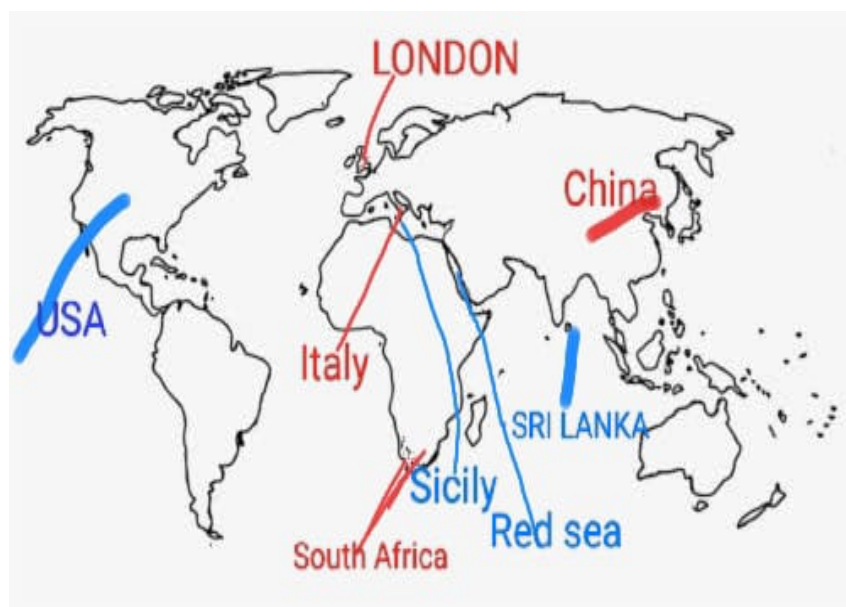 LONDON
China
USA
Italy
SRI LANKA
Sicily
Red sea
South Africa